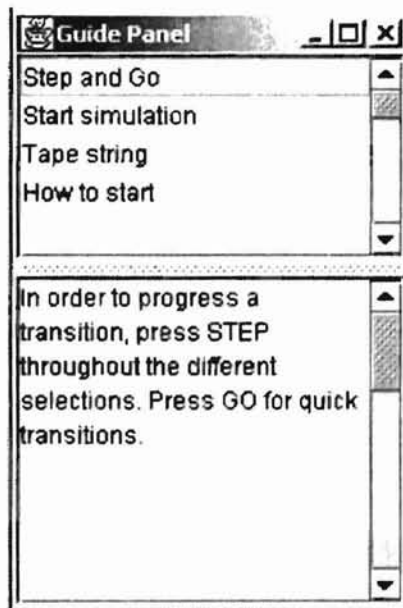 Guide Panel
Step and Go
Start simulation
Tape string
How to start
In order to progress a
transition, press STEP
throughout the different
selections. Press GO for quick
transitions.